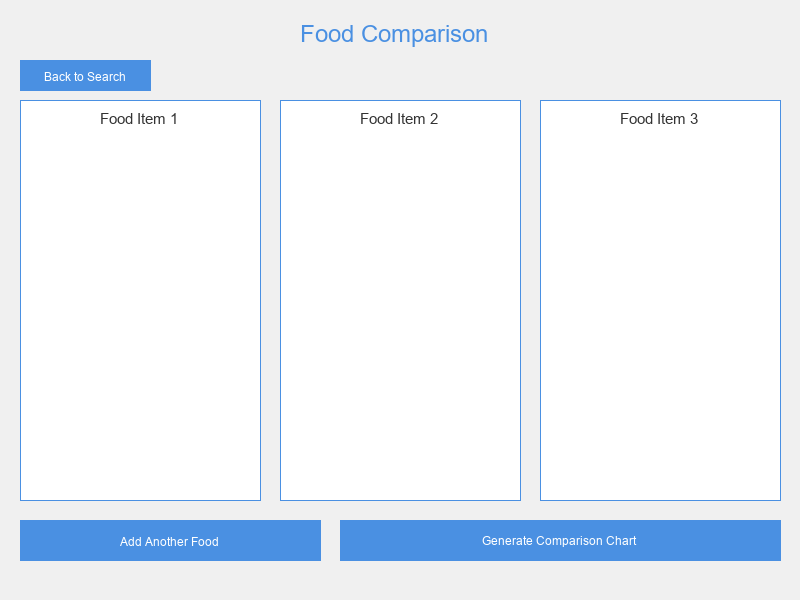 Food Comparison
Back to Search
Food Item 1
Food Item 2
Food Item 3
Add Another Food
Generate Comparison Chart